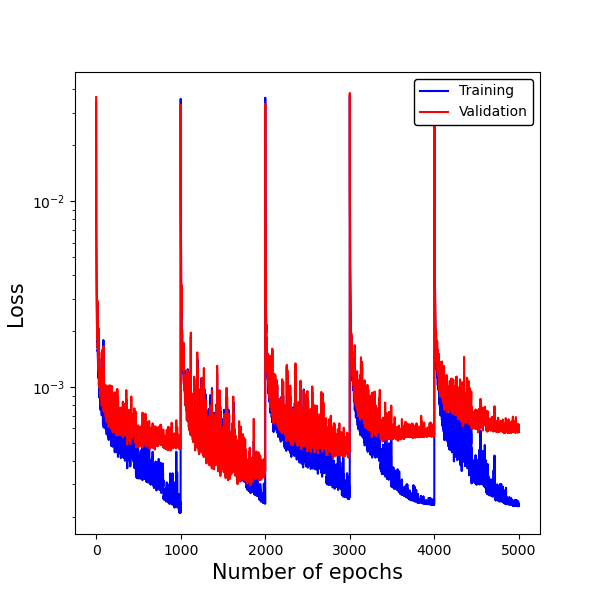 Training
Validation
10⁻²
10⁻³
Loss
0 1000 2000 3000 4000 5000
Number of epochs